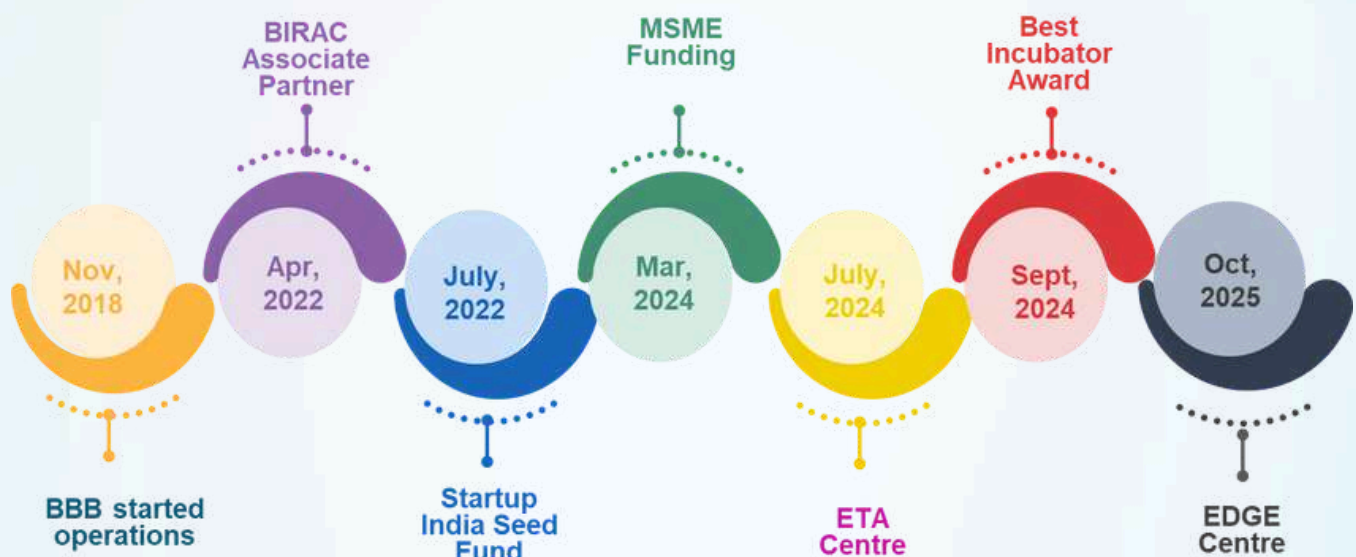 BIRAC
Associate
Partner
MSME
Funding
Best
Incubator
Award
Nov,
2018
Apr,
2022
July,
2022
Mar,
2024
July,
2024
Sept,
2024
Oct,
2025
BBB started
operations
Startup
India Seed
Fund
ETA
Centre
EDGE
Centre